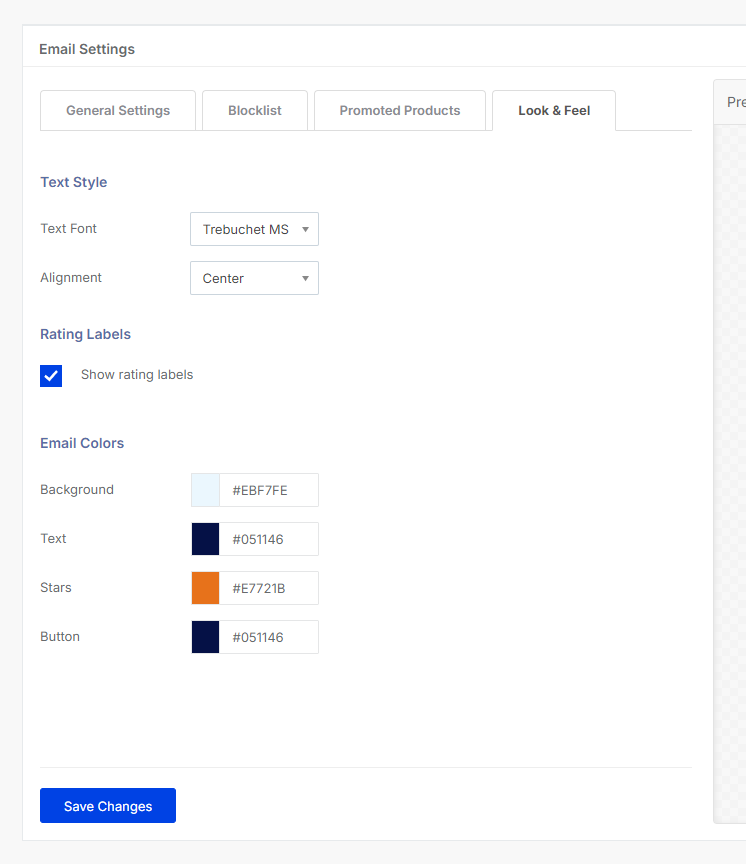 Email Settings
General Settings
Blocklist
Promoted Products
Look & Feel
Pre
Text Style
Text Font
Trebuchet MS
Alignment
Center
Rating Labels
Show rating labels
Email Colors
Background
#EBF7FE
Text
#051146
Stars
#E7721B
Button
#051146
Save Changes